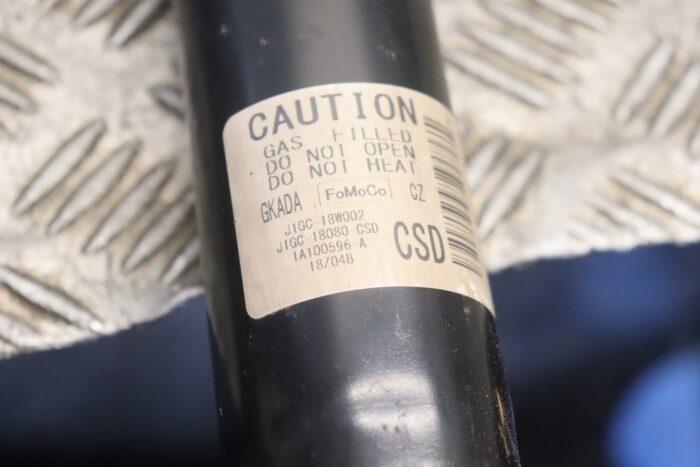 CAUTION
GAS FILLED
DO NOT OPEN
DO NOT HEAT
GKADA FoMoCo CZ
J1GC-18W002
J1GC-18080-CSD
1A100596-A
18Z04B
CSD